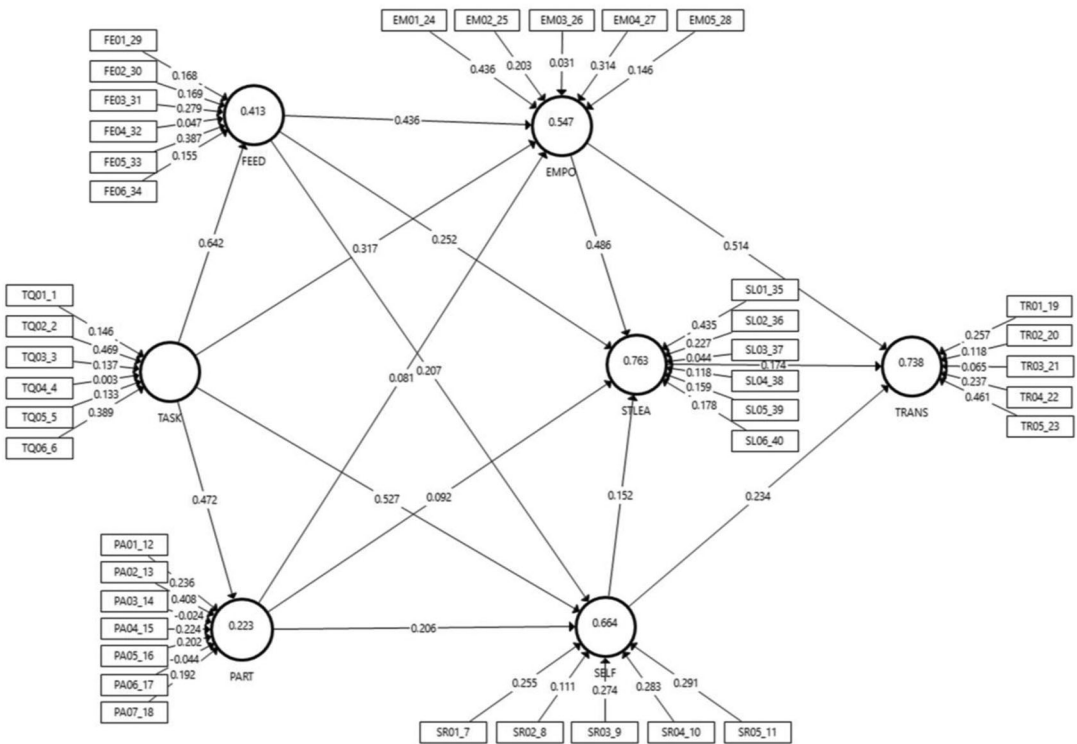 EM01_24
EM02_25
EM03_26
EM04_27
EM05_28
0.436
0.203
0.031
0.314
0.146
FE01_29
FE02_30
FE03_31
FE04_32
FE05_33
FE06_34
0.168
0.169
0.279
0.047
0.387
0.155
0.413
FEED
0.436
0.547
EMPO
0.642
0.317
0.252
0.486
0.514
TQ01_1
TQ02_2
TQ03_3
TQ04_4
TQ05_5
TQ06_6
0.146
0.469
0.137
0.003
0.133
0.389
TASK
0.081
0.207
0.763
STLEA
0.435
0.227
0.044
0.118
0.159
0.178
0.174
SL01_35
SL02_36
SL03_37
SL04_38
SL05_39
SL06_40
0.738
TRANS
0.257
0.118
0.065
0.237
0.461
TR01_19
TR02_20
TR03_21
TR04_22
TR05_23
0.472
0.527
0.092
0.152
0.234
PA01_12
PA02_13
PA03_14
PA04_15
PA05_16
PA06_17
PA07_18
0.236
0.408
-0.024
0.224
0.202
-0.044
0.192
0.223
PART
0.206
0.664
SELF
0.255
0.111
0.274
0.283
0.291
SR01_7
SR02_8
SR03_9
SR04_10
SR05_11